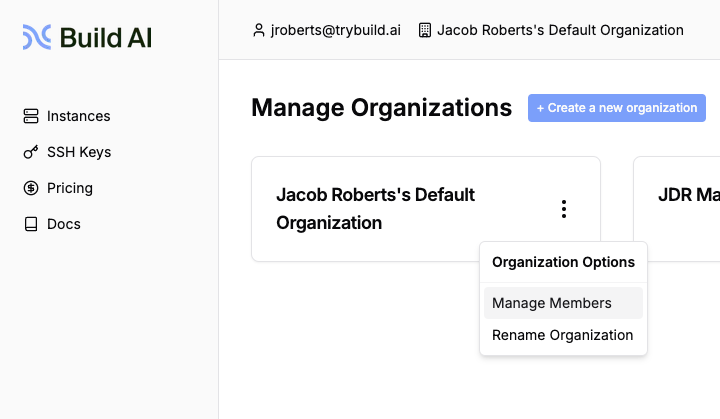 Build AI
jroberts@trybuild.ai
Jacob Roberts's Default Organization
Instances
SSH Keys
Pricing
Docs
Manage Organizations
+ Create a new organization
Jacob Roberts's Default
Organization
JDR Ma
Organization Options
Manage Members
Rename Organization